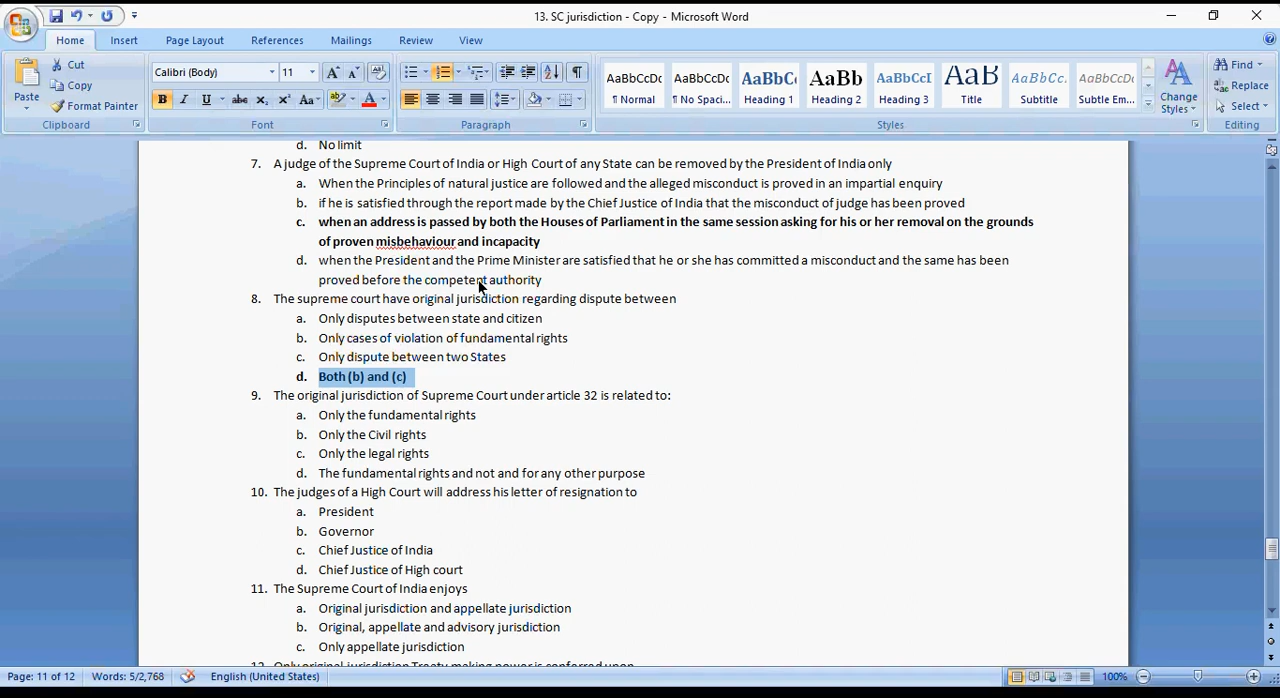 13. SC jurisdiction - Copy - Microsoft Word
Home Insert Page Layout References Mailings Review View
Cut
Copy
Format Painter
Paste
Clipboard
Calibri (Body) 11
Font
Paragraph
AaBbCcDc AaBbCcDc AaBbC AaBb AaBbCcI AaB AaBbCc. AaBbCcDc
¶ Normal ¶ No Spaci... Heading 1 Heading 2 Heading 3 Title Subtitle Subtle Em...
Change Styles
Styles
Find
Replace
Select
Editing
d. No limit
7. A judge of the Supreme Court of India or High Court of any State can be removed by the President of India only
a. When the Principles of natural justice are followed and the alleged misconduct is proved in an impartial enquiry
b. if he is satisfied through the report made by the Chief Justice of India that the misconduct of judge has been proved
c. when an address is passed by both the Houses of Parliament in the same session asking for his or her removal on the grounds
of proven misbehaviour and incapacity
d. when the President and the Prime Minister are satisfied that he or she has committed a misconduct and the same has been
proved before the competent authority
8. The supreme court have original jurisdiction regarding dispute between
a. Only disputes between state and citizen
b. Only cases of violation of fundamental rights
c. Only dispute between two States
d. Both (b) and (c)
9. The original jurisdiction of Supreme Court under article 32 is related to:
a. Only the fundamental rights
b. Only the Civil rights
c. Only the legal rights
d. The fundamental rights and not and for any other purpose
10. The judges of a High Court will address his letter of resignation to
a. President
b. Governor
c. Chief Justice of India
d. Chief Justice of High court
11. The Supreme Court of India enjoys
a. Original jurisdiction and appellate jurisdiction
b. Original, appellate and advisory jurisdiction
c. Only appellate jurisdiction
12. Only original jurisdiction Treaty making power is conferred upon
Page: 11 of 12 Words: 5/2,768 English (United States) 100%